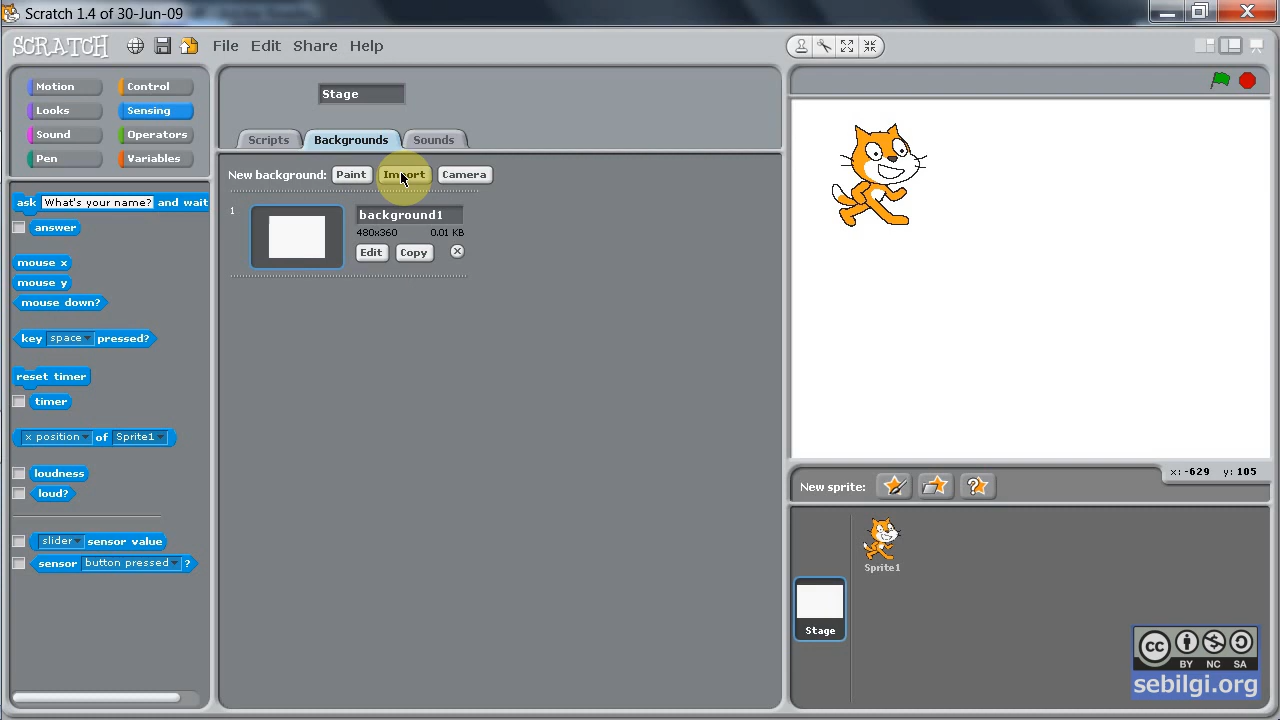 Scratch 1.4 of 30-Jun-09
SCRATCH File Edit Share Help
Motion Control
Looks Sensing
Sound Operators
Pen Variables
ask What's your name? and wait
answer
mouse x
mouse y
mouse down?
key space pressed?
reset timer
timer
x position of Sprite1
loudness
loud?
slider sensor value
sensor button pressed ?
Stage
Scripts Backgrounds Sounds
New background: Paint Import Camera
1
background1
480x360 0.01 KB
Edit Copy
x: -629 y: 105
New sprite:
Sprite1
Stage
cc
BY NC SA
sebilgi.org